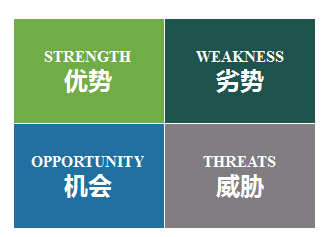 STRENGTH
优势
WEAKNESS
劣势
OPPORTUNITY
机会
THREATS
威胁